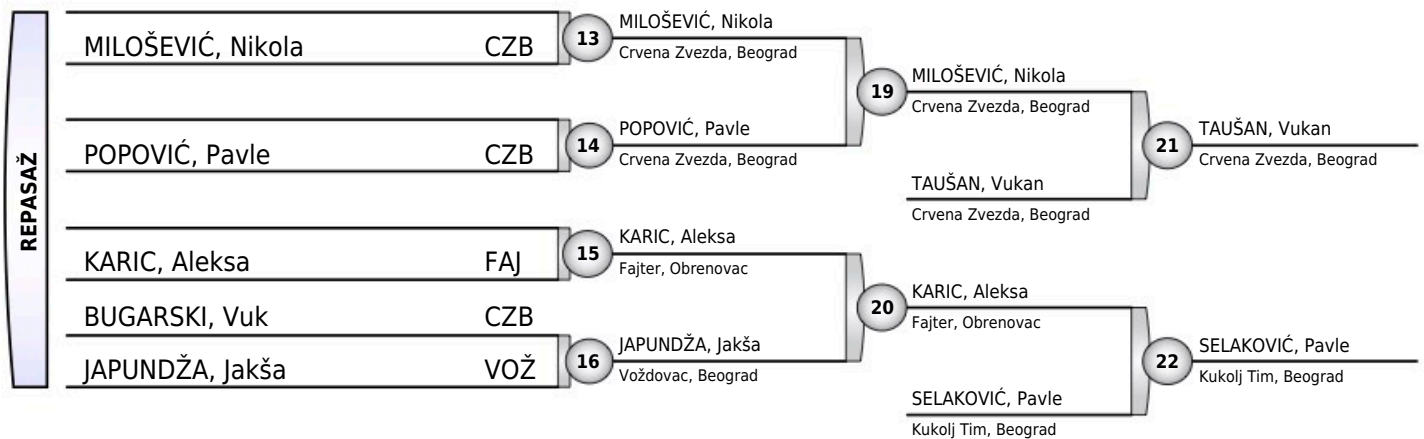 REPASAŽ
MILOŠEVIĆ, Nikola CZB
POPOVIĆ, Pavle CZB
KARIC, Aleksa FAJ
BUGARSKI, Vuk CZB
JAPUNDŽA, Jakša VOŽ
13
MILOŠEVIĆ, Nikola
Crvena Zvezda, Beograd
14
POPOVIĆ, Pavle
Crvena Zvezda, Beograd
15
KARIC, Aleksa
Fajter, Obrenovac
16
JAPUNDŽA, Jakša
Voždovac, Beograd
19
MILOŠEVIĆ, Nikola
Crvena Zvezda, Beograd
TAUŠAN, Vukan
Crvena Zvezda, Beograd
20
KARIC, Aleksa
Fajter, Obrenovac
SELAKOVIĆ, Pavle
Kukolj Tim, Beograd
21
TAUŠAN, Vukan
Crvena Zvezda, Beograd
22
SELAKOVIĆ, Pavle
Kukolj Tim, Beograd